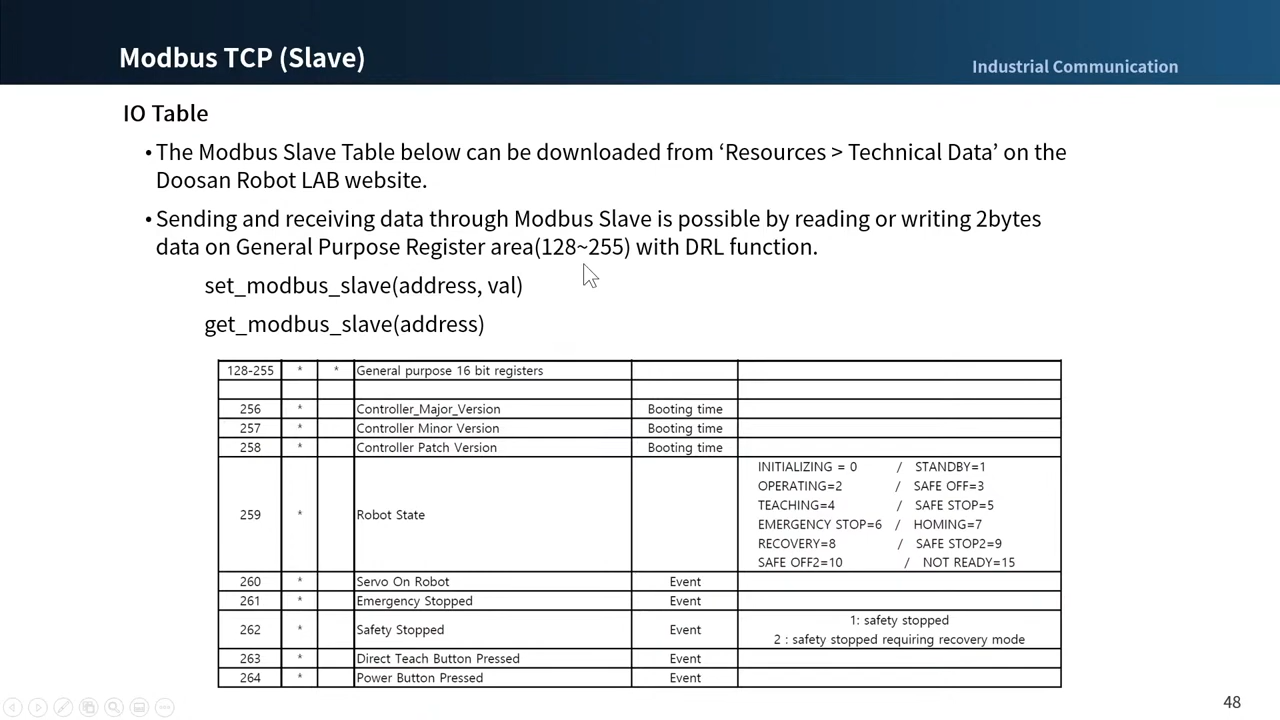 Modbus TCP (Slave)
Industrial Communication
IO Table
•The Modbus Slave Table below can be downloaded from ‘Resources > Technical Data’ on the
Doosan Robot LAB website.
•Sending and receiving data through Modbus Slave is possible by reading or writing 2bytes
data on General Purpose Register area(128~255) with DRL function.
set_modbus_slave(address, val)
get_modbus_slave(address)
128-255 * * General purpose 16 bit registers
256 * Controller_Major_Version Booting time
257 * Controller Minor Version Booting time
258 * Controller Patch Version Booting time
259 * Robot State
INITIALIZING = 0 / STANDBY=1
OPERATING=2 / SAFE OFF=3
TEACHING=4 / SAFE STOP=5
EMERGENCY STOP=6 / HOMING=7
RECOVERY=8 / SAFE STOP2=9
SAFE OFF2=10 / NOT READY=15
260 * Servo On Robot Event
261 * Emergency Stopped Event
262 * Safety Stopped Event
1: safety stopped
2 : safety stopped requiring recovery mode
263 * Direct Teach Button Pressed Event
264 * Power Button Pressed Event
48